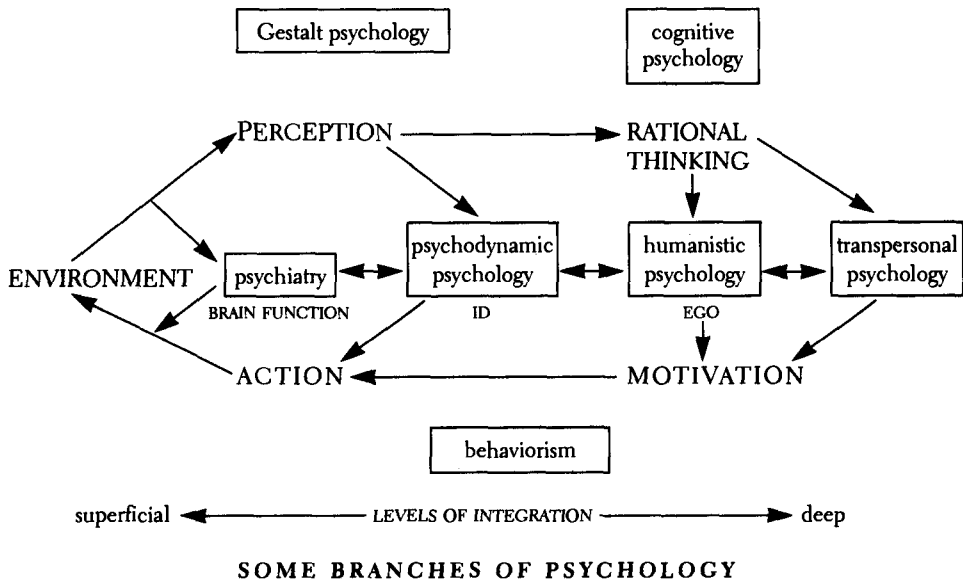 Gestalt psychology
cognitive
psychology
PERCEPTION
RATIONAL
THINKING
psychodynamic
psychology
humanistic
psychology
transpersonal
psychology
ENVIRONMENT
psychiatry
BRAIN FUNCTION
ID
EGO
ACTION
MOTIVATION
behaviorism
superficial
LEVELS OF INTEGRATION
deep
SOME BRANCHES OF PSYCHOLOGY